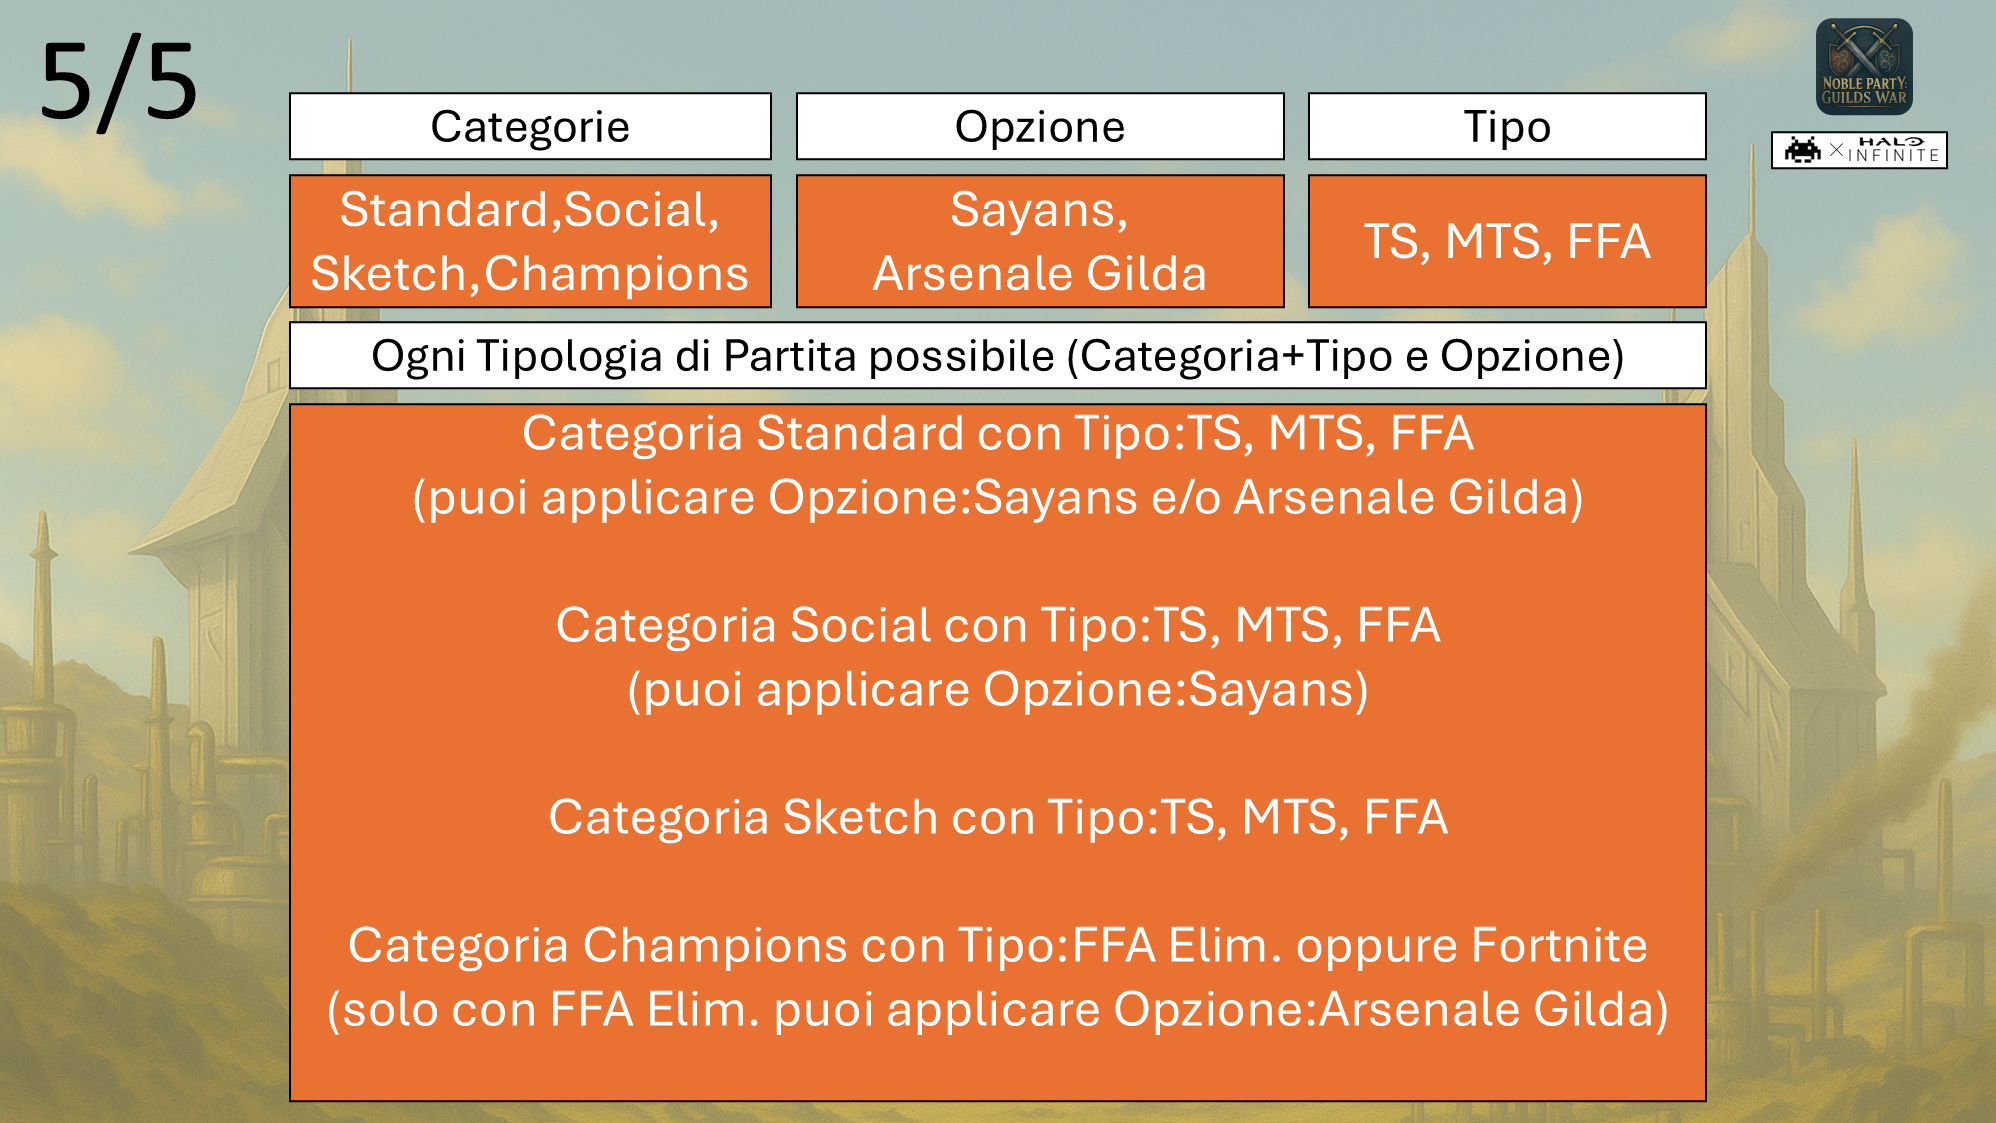 5/5
Categorie
Opzione
Tipo
Standard,Social,
Sketch,Champions
Sayans,
Arsenale Gilda
TS, MTS, FFA
NOBLE PARTY:
GUILDS WAR
× HALO
INFINITE
Ogni Tipologia di Partita possibile (Categoria+Tipo e Opzione)
Categoria Standard con Tipo:TS, MTS, FFA
(puoi applicare Opzione:Sayans e/o Arsenale Gilda)
Categoria Social con Tipo:TS, MTS, FFA
(puoi applicare Opzione:Sayans)
Categoria Sketch con Tipo:TS, MTS, FFA
Categoria Champions con Tipo:FFA Elim. oppure Fortnite
(solo con FFA Elim. puoi applicare Opzione:Arsenale Gilda)